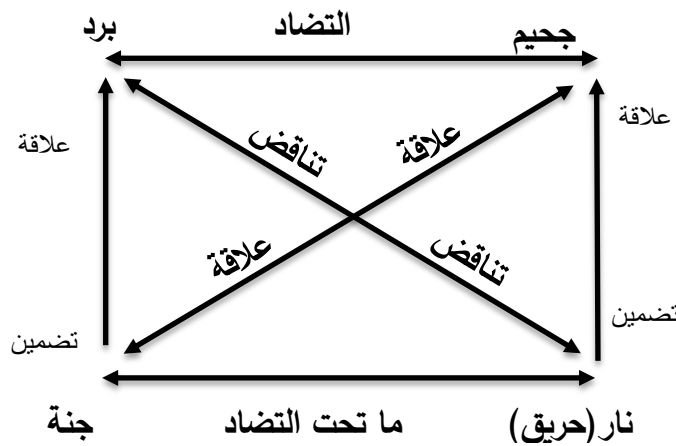 جحيم التضاد برد
علاقة علاقة
علاقة تناقض
علاقة تناقض
تضمين تضمين
نار(حريق) ما تحت التضاد جنة